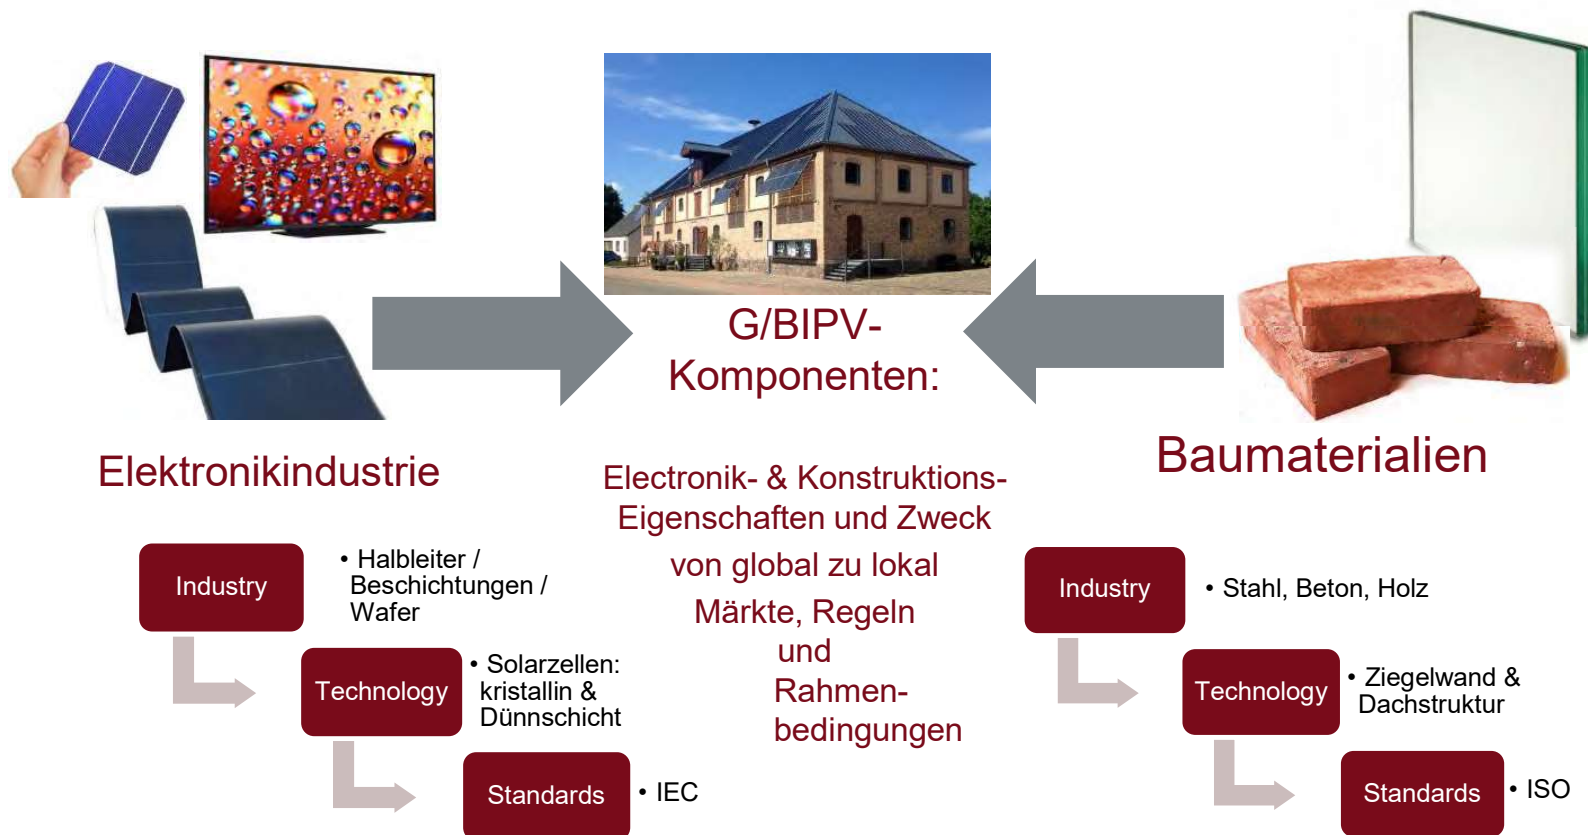 G/BIPV-
Komponenten:
Elektronikindustrie
Electronik- & Konstruktions-
Eigenschaften und Zweck
von global zu lokal
Märkte, Regeln
und
Rahmen-
bedingungen
Baumaterialien
Industry
• Halbleiter /
Beschichtungen /
Wafer
Technology
• Solarzellen:
kristallin &
Dünnschicht
Standards
• IEC
Industry
• Stahl, Beton, Holz
Technology
• Ziegelwand &
Dachstruktur
Standards
• ISO